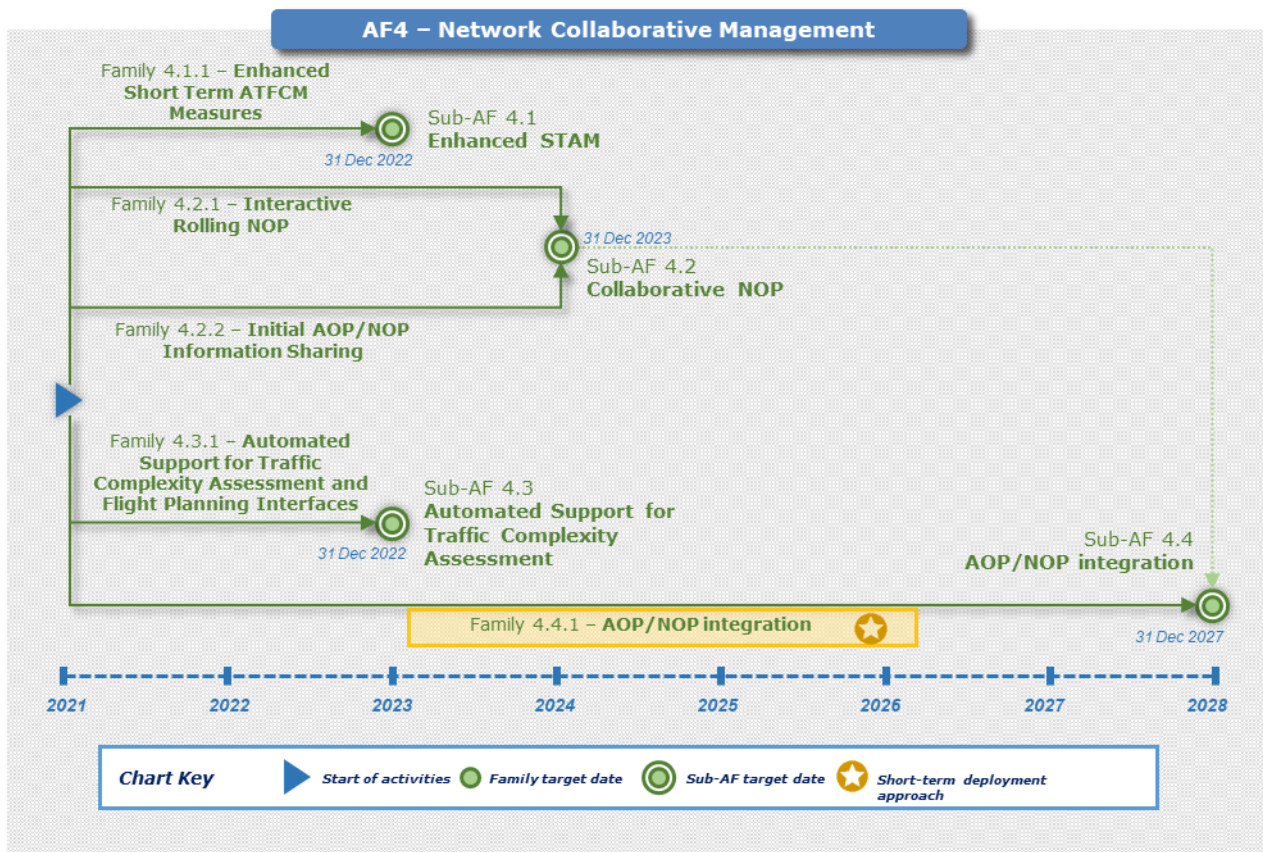 AF4 – Network Collaborative Management
Family 4.1.1 – Enhanced
Short Term ATFCM
Measures
Sub-AF 4.1
Enhanced STAM
31 Dec 2022
Family 4.2.1 – Interactive
Rolling NOP
31 Dec 2023
Sub-AF 4.2
Collaborative NOP
Family 4.2.2 – Initial AOP/NOP
Information Sharing
Family 4.3.1 – Automated
Support for Traffic
Complexity Assessment and
Flight Planning Interfaces
Sub-AF 4.3
Automated Support for
Traffic Complexity
Assessment
31 Dec 2022
Sub-AF 4.4
AOP/NOP integration
Family 4.4.1 – AOP/NOP integration
31 Dec 2027
2021 2022 2023 2024 2025 2026 2027 2028
Chart Key
Start of activities
Family target date
Sub-AF target date
Short-term deployment
approach